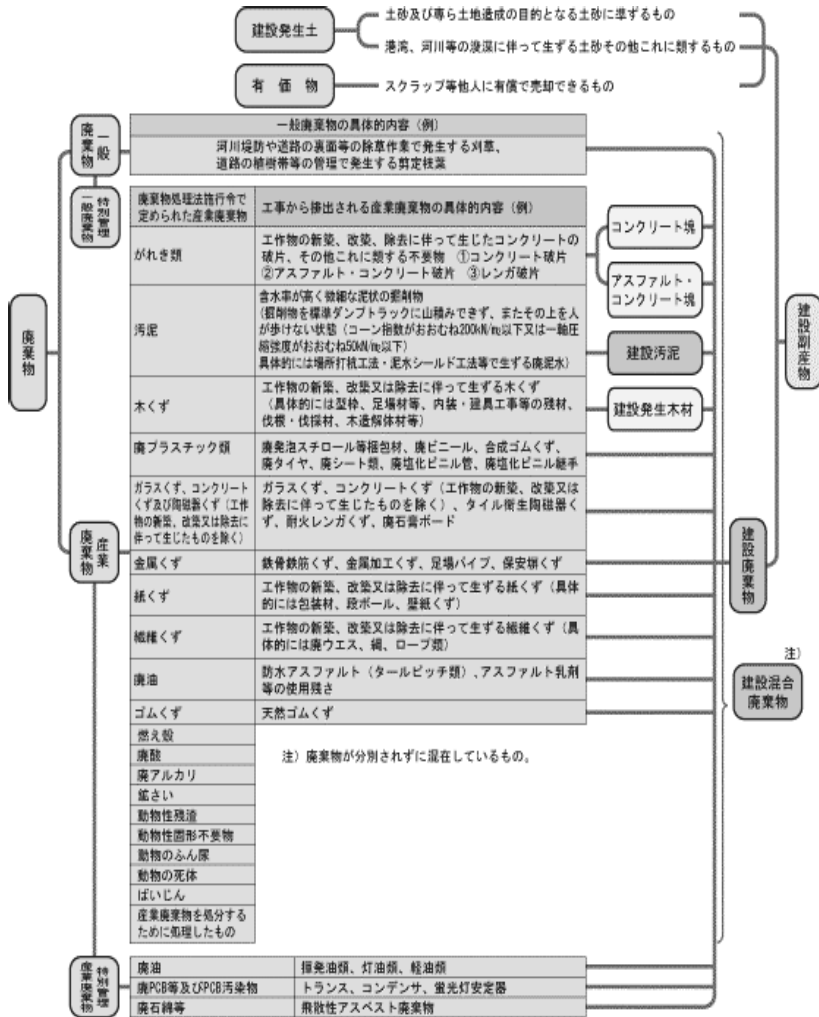 建設発生土
土砂及び専ら土地造成の目的となる土砂に準ずるもの
港湾、河川等の浚渫に伴って生ずる土砂その他これに類するもの
有価物
スクラップ等他人に有償で売却できるもの
一般廃棄物
一般廃棄物の具体的内容（例）
河川堤防や道路の裏面等の除草作業で発生する刈草、
道路の植樹帯等の管理で発生する剪定枝葉
特別管理一般廃棄物
廃棄物処理法施行令で
定められた産業廃棄物
工事から排出される産業廃棄物の具体的内容（例）
がれき類
工作物の新築、改築、除去に伴って生じたコンクリートの
破片、その他これに類する不要物　①コンクリート破片
②アスファルト・コンクリート破片　③レンガ破片
コンクリート塊
アスファルト・
コンクリート塊
汚泥
含水率が高く微細な泥状の掘削物
（掘削物を標準ダンプトラックに山積みできず、またその上を人
が歩けない状態（コーン指数がおおむね200kN/㎡以下又は一軸圧
縮強度がおおむね50kN/㎡以下）
具体的には場所打杭工法・泥水シールド工法等で生ずる廃泥水）
建設汚泥
木くず
工作物の新築、改築又は除去に伴って生ずる木くず
（具体的には型枠、足場材等、内装・建具工事等の残材、
伐根・伐採材、木造解体材等）
建設発生木材
廃プラスチック類
廃発泡スチロール等梱包材、廃ビニール、合成ゴムくず、
廃タイヤ、廃シート類、廃塩化ビニル管、廃塩化ビニル継手
ガラスくず、コンクリート
くず及び陶磁器くず（工作
物の新築、改築又は除去に
伴って生じたものを除く）
ガラスくず、コンクリートくず（工作物の新築、改築又は
除去に伴って生じたものを除く）、タイル衛生陶磁器く
ず、耐火レンガくず、廃石膏ボード
金属くず
鉄骨鉄筋くず、金属加工くず、足場パイプ、保安塀くず
紙くず
工作物の新築、改築又は除去に伴って生ずる紙くず（具体
的には包装材、段ボール、壁紙くず）
繊維くず
工作物の新築、改築又は除去に伴って生ずる繊維くず（具
体的には廃ウエス、縄、ロープ類）
廃油
防水アスファルト（タールピッチ類）、アスファルト乳剤
等の使用残さ
ゴムくず
天然ゴムくず
燃え殻
廃酸
廃アルカリ
鉱さい
動物性残渣
動物性固形不要物
動物のふん尿
動物の死体
ばいじん
産業廃棄物を処分する
ために処理したもの
注）廃棄物が分別されずに混在しているもの。
廃棄物
産業廃棄物
建設副産物
建設廃棄物
注）
建設混合
廃棄物
特別管理産業廃棄物
廃油
揮発油類、灯油類、軽油類
廃PCB等及びPCB汚染物
トランス、コンデンサ、蛍光灯安定器
廃石綿等
飛散性アスベスト廃棄物